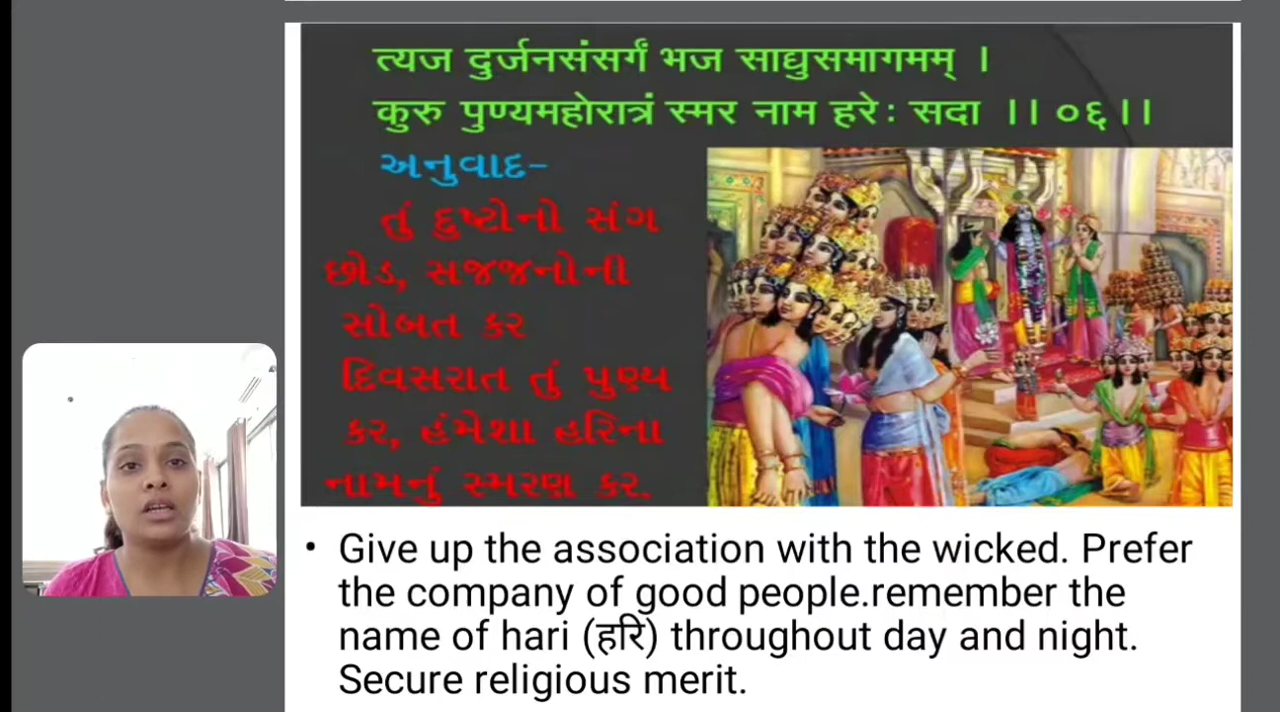 त्यज दुर्जनसंसर्गं भज साद्युसमागमम् ।
कुरु पुण्यमहोरात्रं स्मर नाम हरेः सदा ।। ०६ ।।
અનુવાદ-
તું દુષ્ટોનો સંગ
છોડ, સજજનોની
સોબત કર
દિવસરાત તું પુણ્ય
કર, હંમેશા હરિના
નામનું સ્મરણ કર.
• Give up the association with the wicked. Prefer
the company of good people.remember the
name of hari (हरि) throughout day and night.
Secure religious merit.